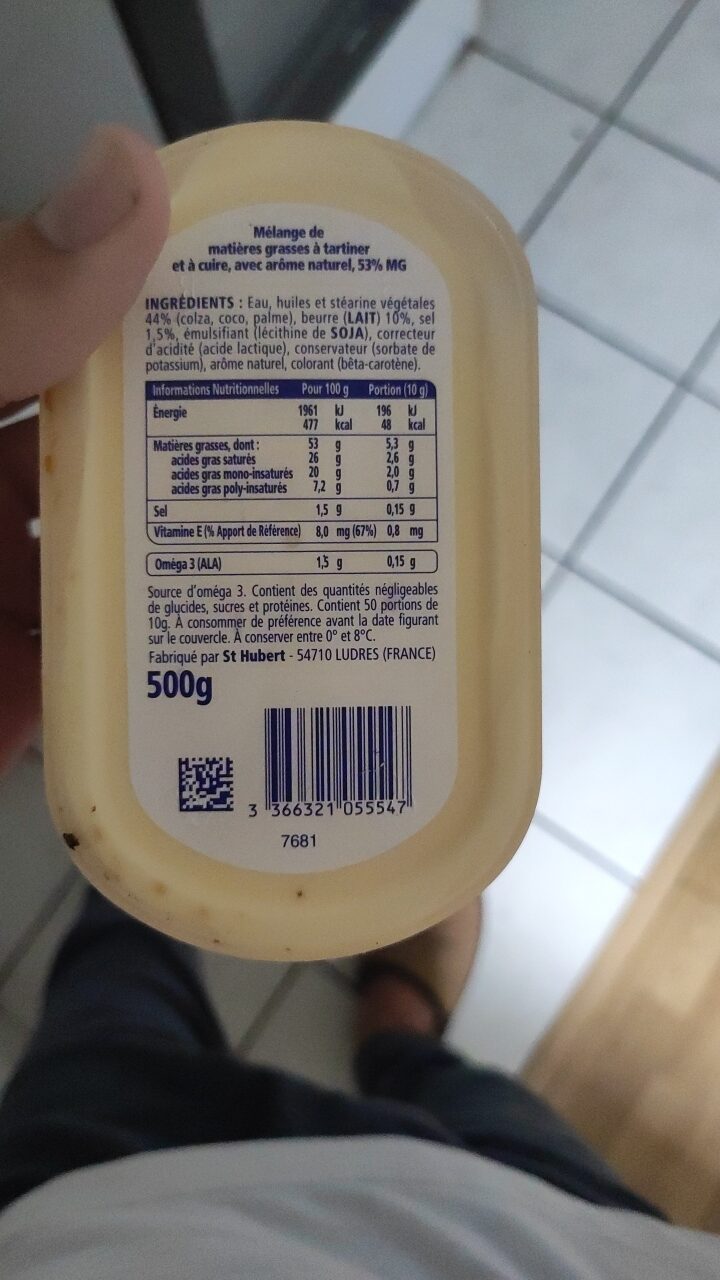 Mélange de
matières grasses à tartiner
et à cuire, avec arôme naturel, 53% MG
INGRÉDIENTS : Eau, huiles et stéarine végétales
44% (colza, coco, palme), beurre (LAIT) 10%, sel
1,5%, émulsifiant (lécithine de SOJA), correcteur
d'acidité (acide lactique), conservateur (sorbate de
potassium), arôme naturel, colorant (bêta-carotène).
Informations Nutritionnelles Pour 100 g Portion (10 g)
Énergie 1961 kJ 196 kJ
477 kcal 48 kcal
Matières grasses, dont : 53 g 5,3 g
acides gras saturés 26 g 2,6 g
acides gras mono-insaturés 20 g 2,0 g
acides gras poly-insaturés 7,2 g 0,7 g
Sel 1,5 g 0,15 g
Vitamine E (% Apport de Référence) 8,0 mg (67%) 0,8 mg
Oméga 3 (ALA) 1,5 g 0,15 g
Source d'oméga 3. Contient des quantités négligeables
de glucides, sucres et protéines. Contient 50 portions de
10g. À consommer de préférence avant la date figurant
sur le couvercle. À conserver entre 0° et 8°C.
Fabriqué par St Hubert - 54710 LUDRES (FRANCE)
500g
3 366321 055547
7681